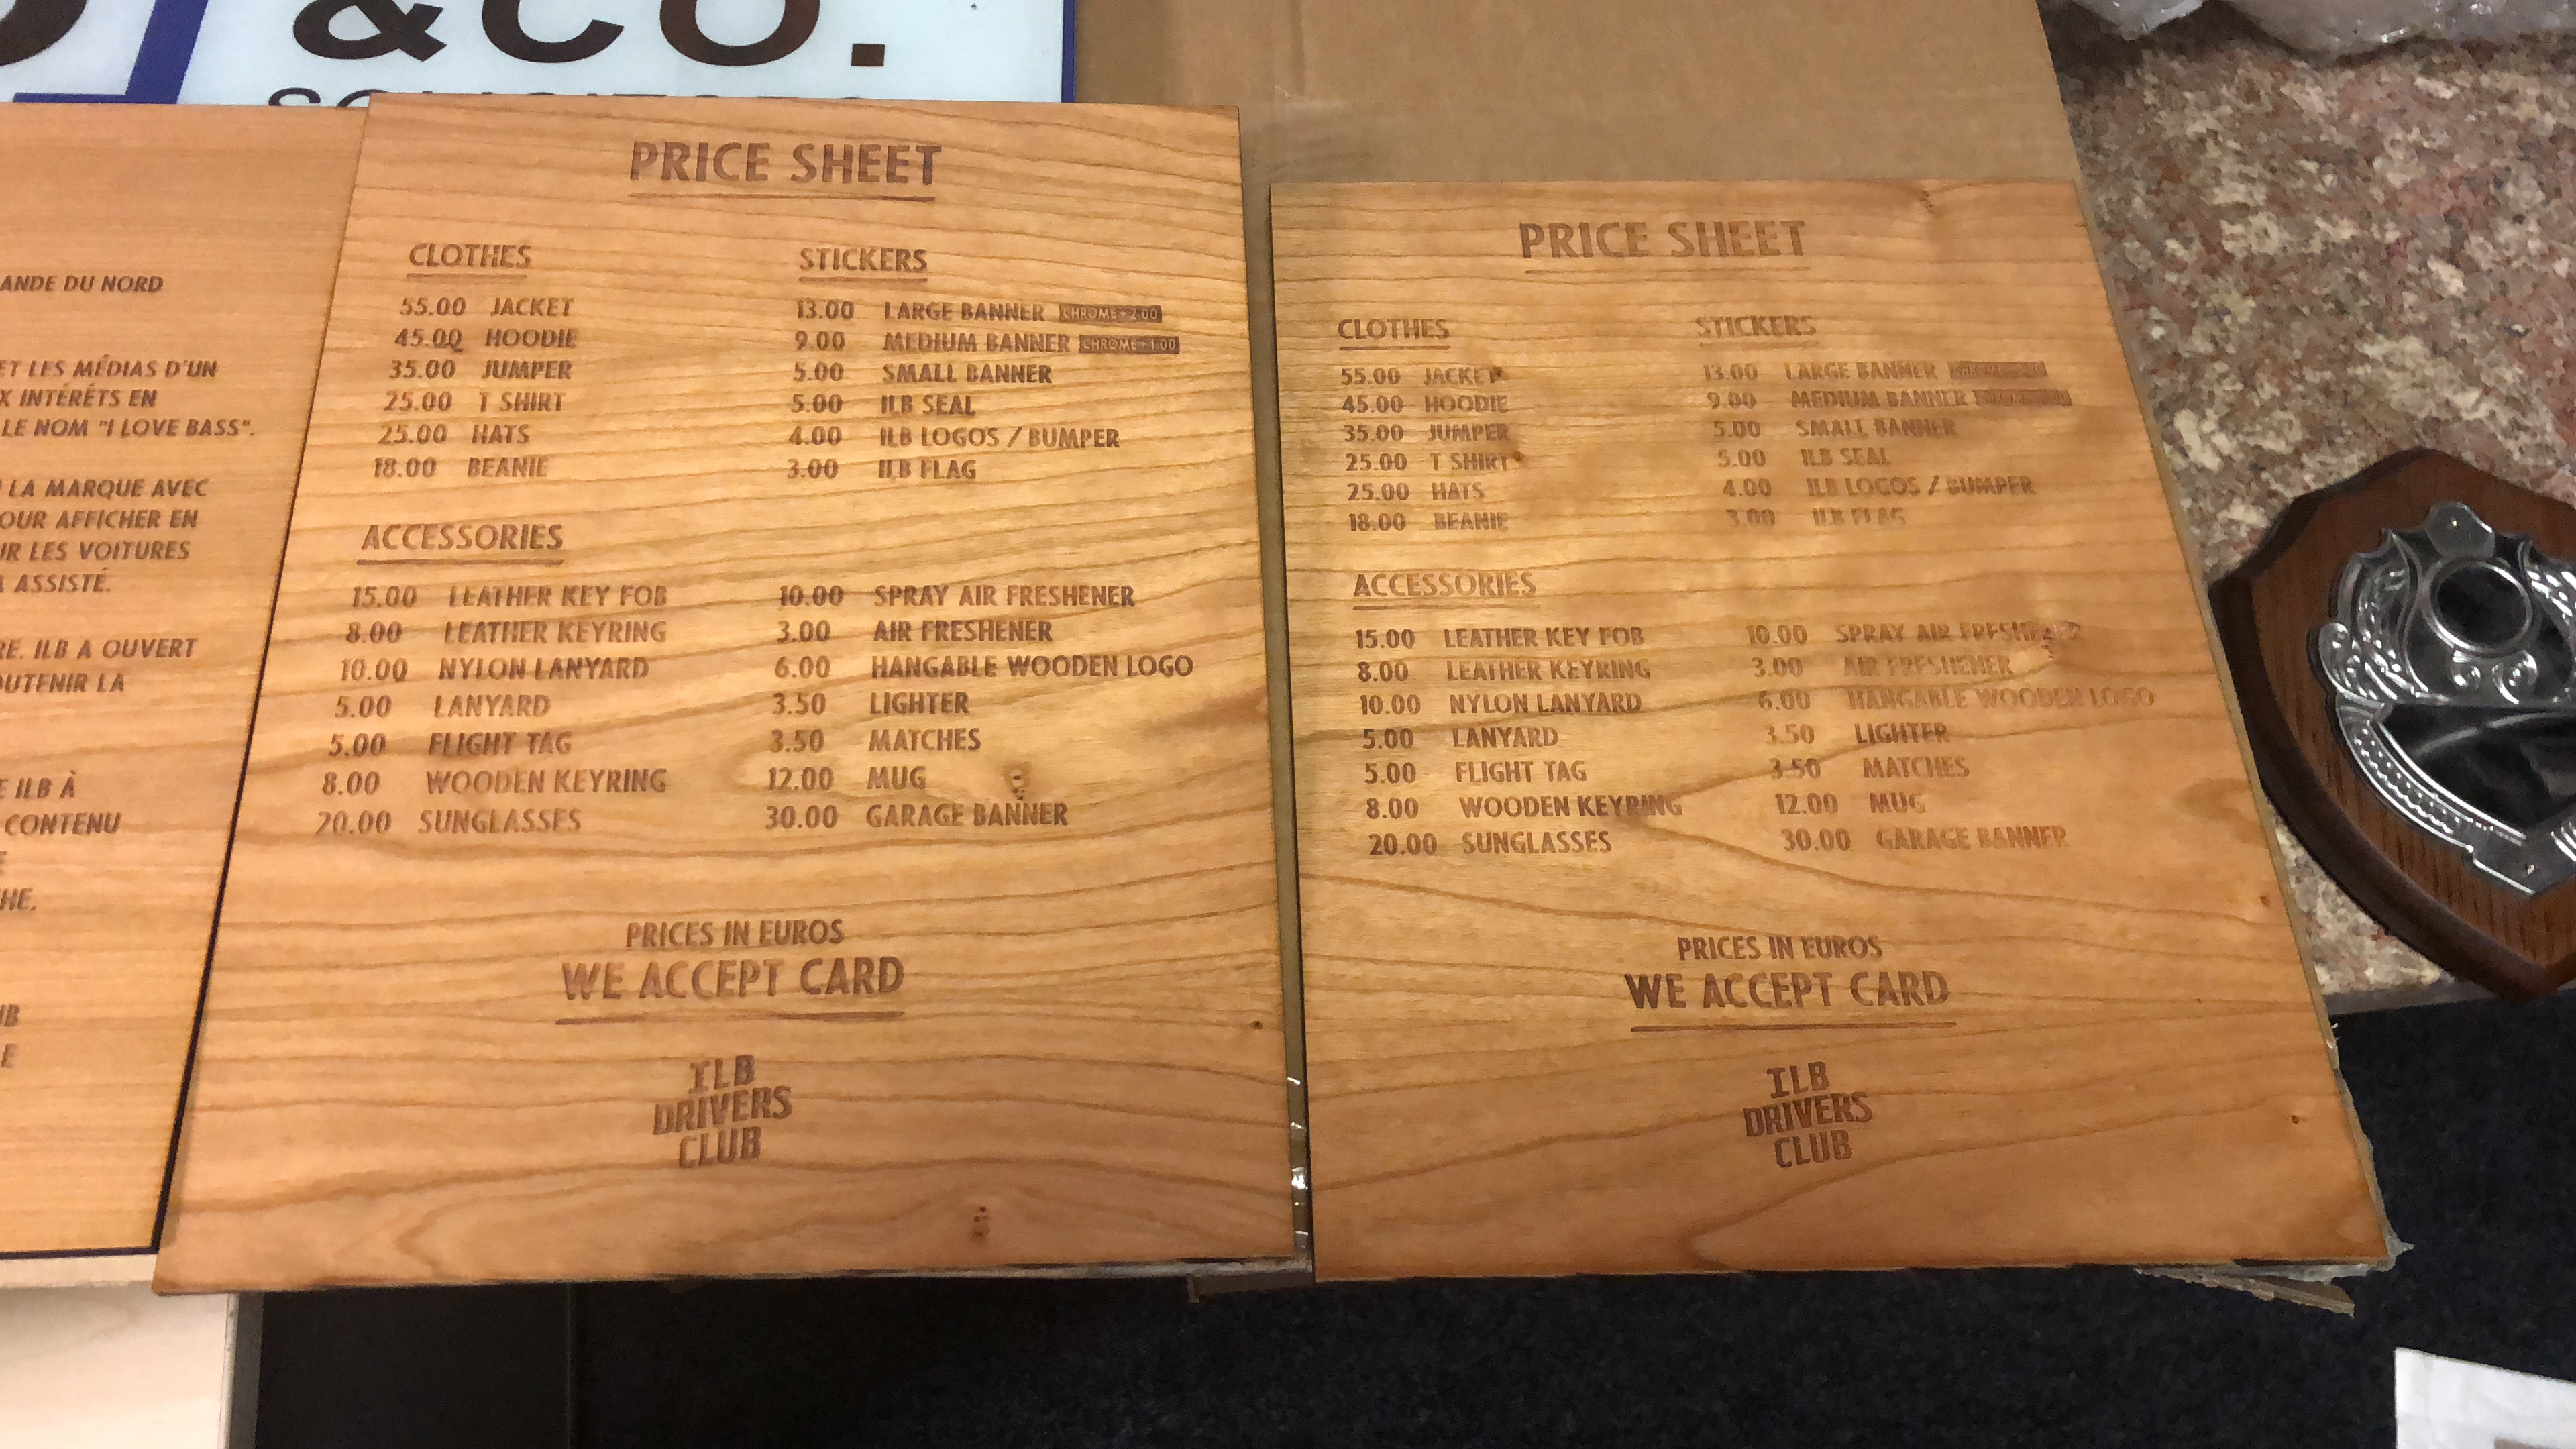 &CO.
ANDE DU NORD
ET LES MÉDIAS D'UN
X INTÉRÉTS EN
LE NOM "I LOVE BASS".
LA MARQUE AVEC
OUR AFFICHER EN
UR LES VOITURES
ASSISTÉ.
RE. ILB A OUVERT
OUTENIR LA
E ILB À
CONTENU
E
HE,
E
PRICE SHEET
CLOTHES
55.00 JACKET
45.00 HOODIE
35.00 JUMPER
25.00 T SHIRT
25.00 HATS
18.00 BEANIE
STICKERS
13.00 LARGE BANNER CHROME+2.00
9.00 MEDIUM BANNER CHROME+1.00
5.00 SMALL BANNER
5.00 ILB SEAL
4.00 ILB LOGOS / BUMPER
3.00 ILB FLAG
ACCESSORIES
15.00 LEATHER KEY FOB
8.00 LEATHER KEYRING
10.00 NYLON LANYARD
5.00 LANYARD
5.00 FLIGHT TAG
8.00 WOODEN KEYRING
20.00 SUNGLASSES
10.00 SPRAY AIR FRESHENER
3.00 AIR FRESHENER
6.00 HANGABLE WOODEN LOGO
3.50 LIGHTER
3.50 MATCHES
12.00 MUG
30.00 GARAGE BANNER
PRICES IN EUROS
WE ACCEPT CARD
ILB
DRIVERS
CLUB
PRICE SHEET
CLOTHES
55.00 JACKET
45.00 HOODIE
35.00 JUMPER
25.00 T SHIRT
25.00 HATS
18.00 BEANIE
STICKERS
13.00 LARGE BANNER
9.00 MEDIUM BANNER
5.00 SMALL BANNER
5.00 ILB SEAL
4.00 ILB LOGOS / BUMPER
3.00 ILB FLAG
ACCESSORIES
15.00 LEATHER KEY FOB
8.00 LEATHER KEYRING
10.00 NYLON LANYARD
5.00 LANYARD
5.00 FLIGHT TAG
8.00 WOODEN KEYRING
20.00 SUNGLASSES
10.00 SPRAY AIR FRESHENER
3.00 AIR FRESHENER
6.00 HANGABLE WOODEN LOGO
3.50 LIGHTER
3.50 MATCHES
12.00 MUG
30.00 GARAGE BANNER
PRICES IN EUROS
WE ACCEPT CARD
ILB
DRIVERS
CLUB